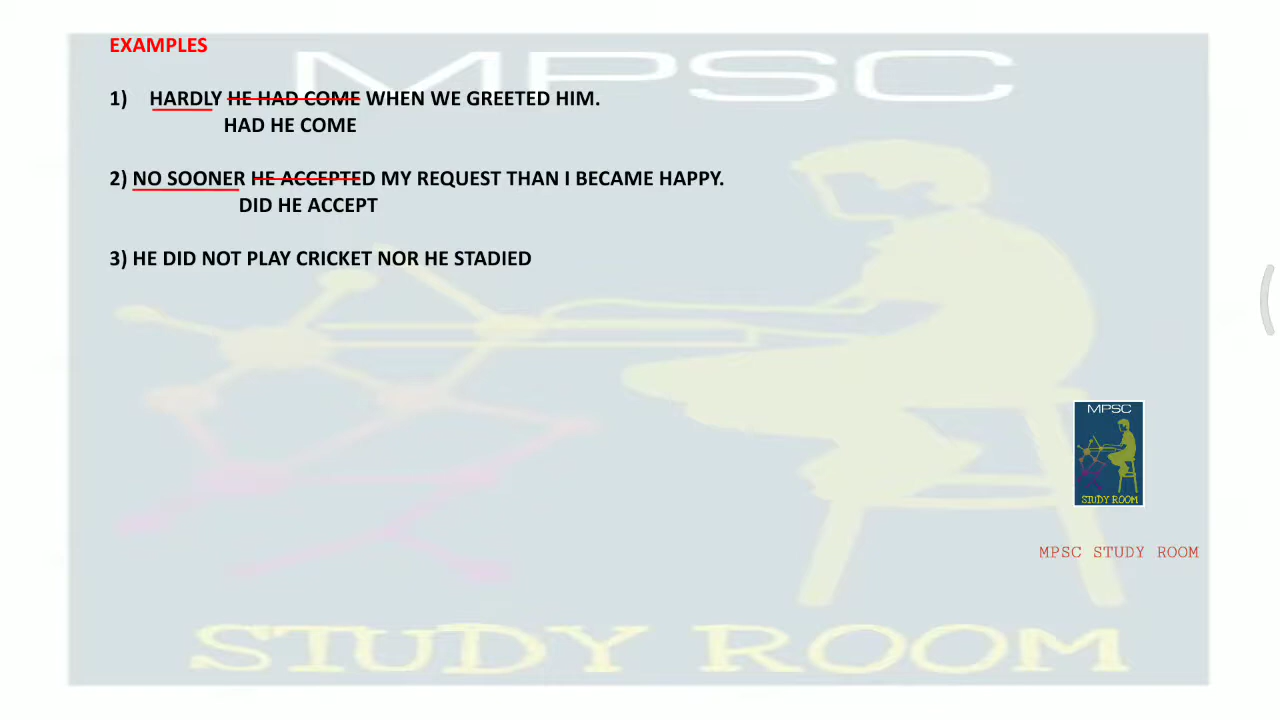 EXAMPLES
MPSC
1) HARDLY HE HAD COME WHEN WE GREETED HIM.
HAD HE COME
2) NO SOONER HE ACCEPTED MY REQUEST THAN I BECAME HAPPY.
DID HE ACCEPT
3) HE DID NOT PLAY CRICKET NOR HE STADIED
MPSC
STUDY ROOM
MPSC STUDY ROOM
STUDY ROOM